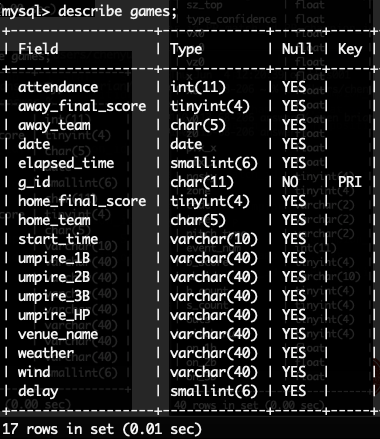 mysql> describe games;
+------------------+-------------+------+-----+
| Field            | Type        | Null | Key
+------------------+-------------+------+-----+
| attendance       | int(11)     | YES  |
| away_final_score | tinyint(4)  | YES  |
| away_team        | char(5)     | YES  |
| date             | date        | YES  |
| elapsed_time     | smallint(6) | YES  |
| g_id             | char(11)    | NO   | PRI
| home_final_score | tinyint(4)  | YES  |
| home_team        | char(5)     | YES  |
| start_time       | varchar(10) | YES  |
| umpire_1B        | varchar(40) | YES  |
| umpire_2B        | varchar(40) | YES  |
| umpire_3B        | varchar(40) | YES  |
| umpire_HP        | varchar(40) | YES  |
| venue_name       | varchar(40) | YES  |
| weather          | varchar(40) | YES  |
| wind             | varchar(40) | YES  |
| delay            | smallint(6) | YES  |
+------------------+-------------+------+-----+
17 rows in set (0.01 sec)